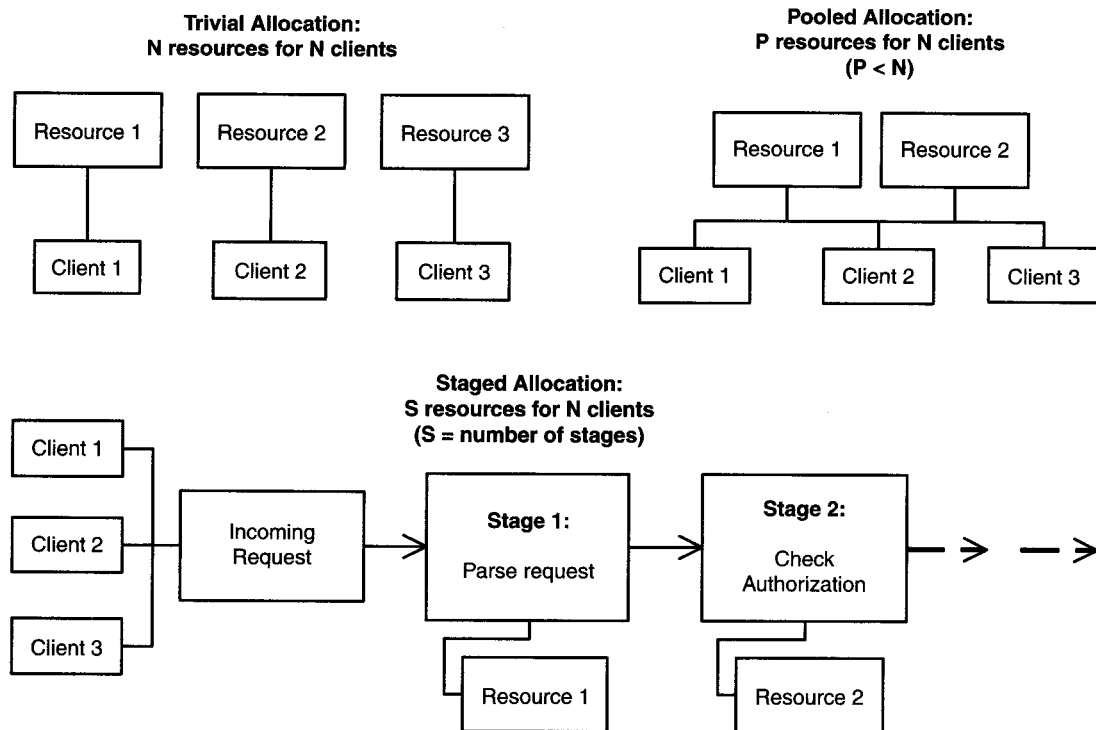 Trivial Allocation:
N resources for N clients
Resource 1
Resource 2
Resource 3
Client 1
Client 2
Client 3
Pooled Allocation:
P resources for N clients
(P < N)
Resource 1
Resource 2
Client 1
Client 2
Client 3
Staged Allocation:
S resources for N clients
(S = number of stages)
Client 1
Client 2
Client 3
Incoming
Request
Stage 1:
Parse request
Stage 2:
Check
Authorization
Resource 1
Resource 2